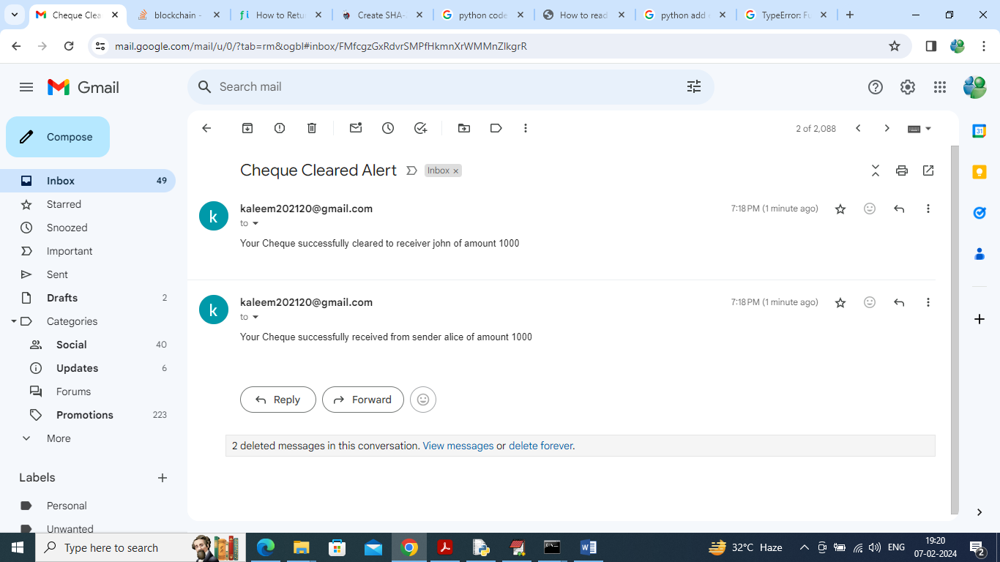 Cheque Clea
blockchain -
How to Retu
Create SHA-
python code
How to read
python add
TypeError: Fu
mail.google.com/mail/u/0/?tab=rm&ogbl#inbox/FMfcgzGxRdvrSMPfHkmnXrWMMnZlkgrR
Gmail
Search mail
Compose
2 of 2,088
Inbox 49
Starred
Snoozed
Important
Sent
Drafts 2
Categories
Social 40
Updates 6
Forums
Promotions 223
More
Labels
Personal
Unwanted
Cheque Cleared Alert
Inbox ×
k
kaleem202120@gmail.com
7:18 PM (1 minute ago)
to
Your Cheque successfully cleared to receiver john of amount 1000
k
kaleem202120@gmail.com
7:18 PM (1 minute ago)
to
Your Cheque successfully received from sender alice of amount 1000
Reply
Forward
2 deleted messages in this conversation. View messages or delete forever.
31
Type here to search
32°C Haze
ENG
19:20
07-02-2024
2